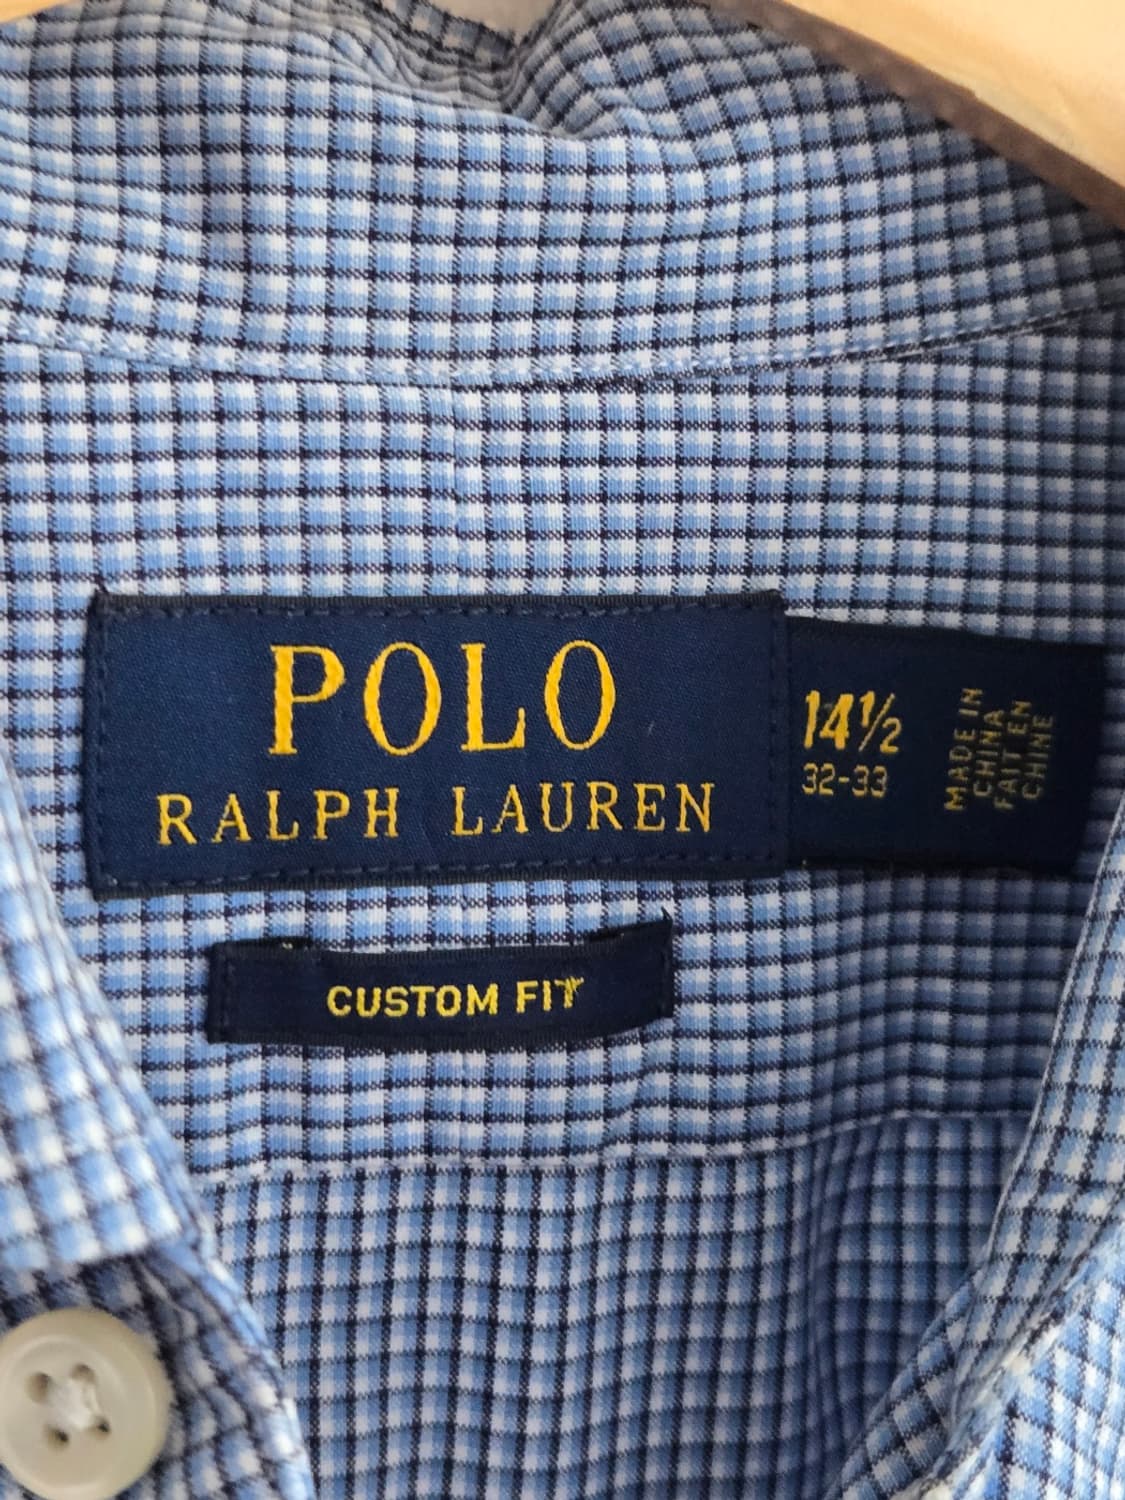 POLO
RALPH LAUREN
14½
32-33
MADE IN
CHINA
FAIT EN
CHINE
CUSTOM FIT